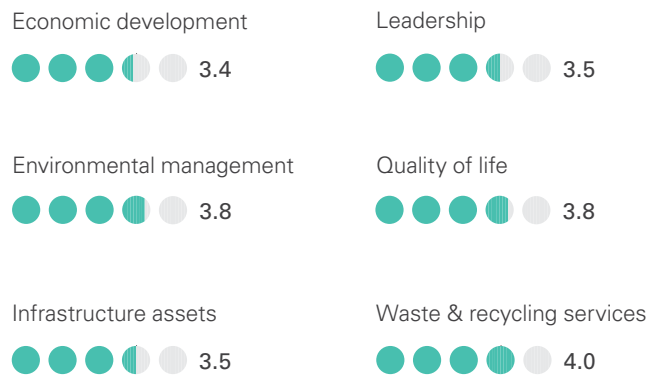 Economic development
3.4
Leadership
3.5
Environmental management
3.8
Quality of life
3.8
Infrastructure assets
3.5
Waste & recycling services
4.0